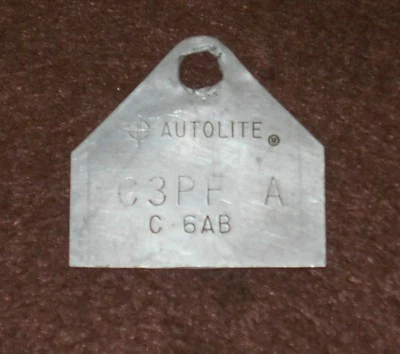 AUTOLITE ®
C3PF A
C 6AB